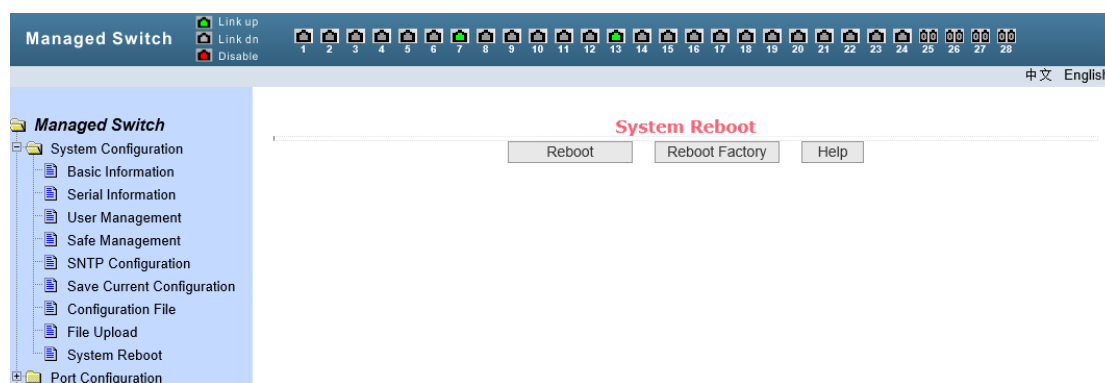 Managed Switch
Link up
Link dn
Disable
1 2 3 4 5 6 7 8 9 10 11 12 13 14 15 16 17 18 19 20 21 22 23 24 25 26 27 28
中文 English
Managed Switch
System Configuration
Basic Information
Serial Information
User Management
Safe Management
SNTP Configuration
Save Current Configuration
Configuration File
File Upload
System Reboot
Port Configuration
System Reboot
Reboot Reboot Factory Help